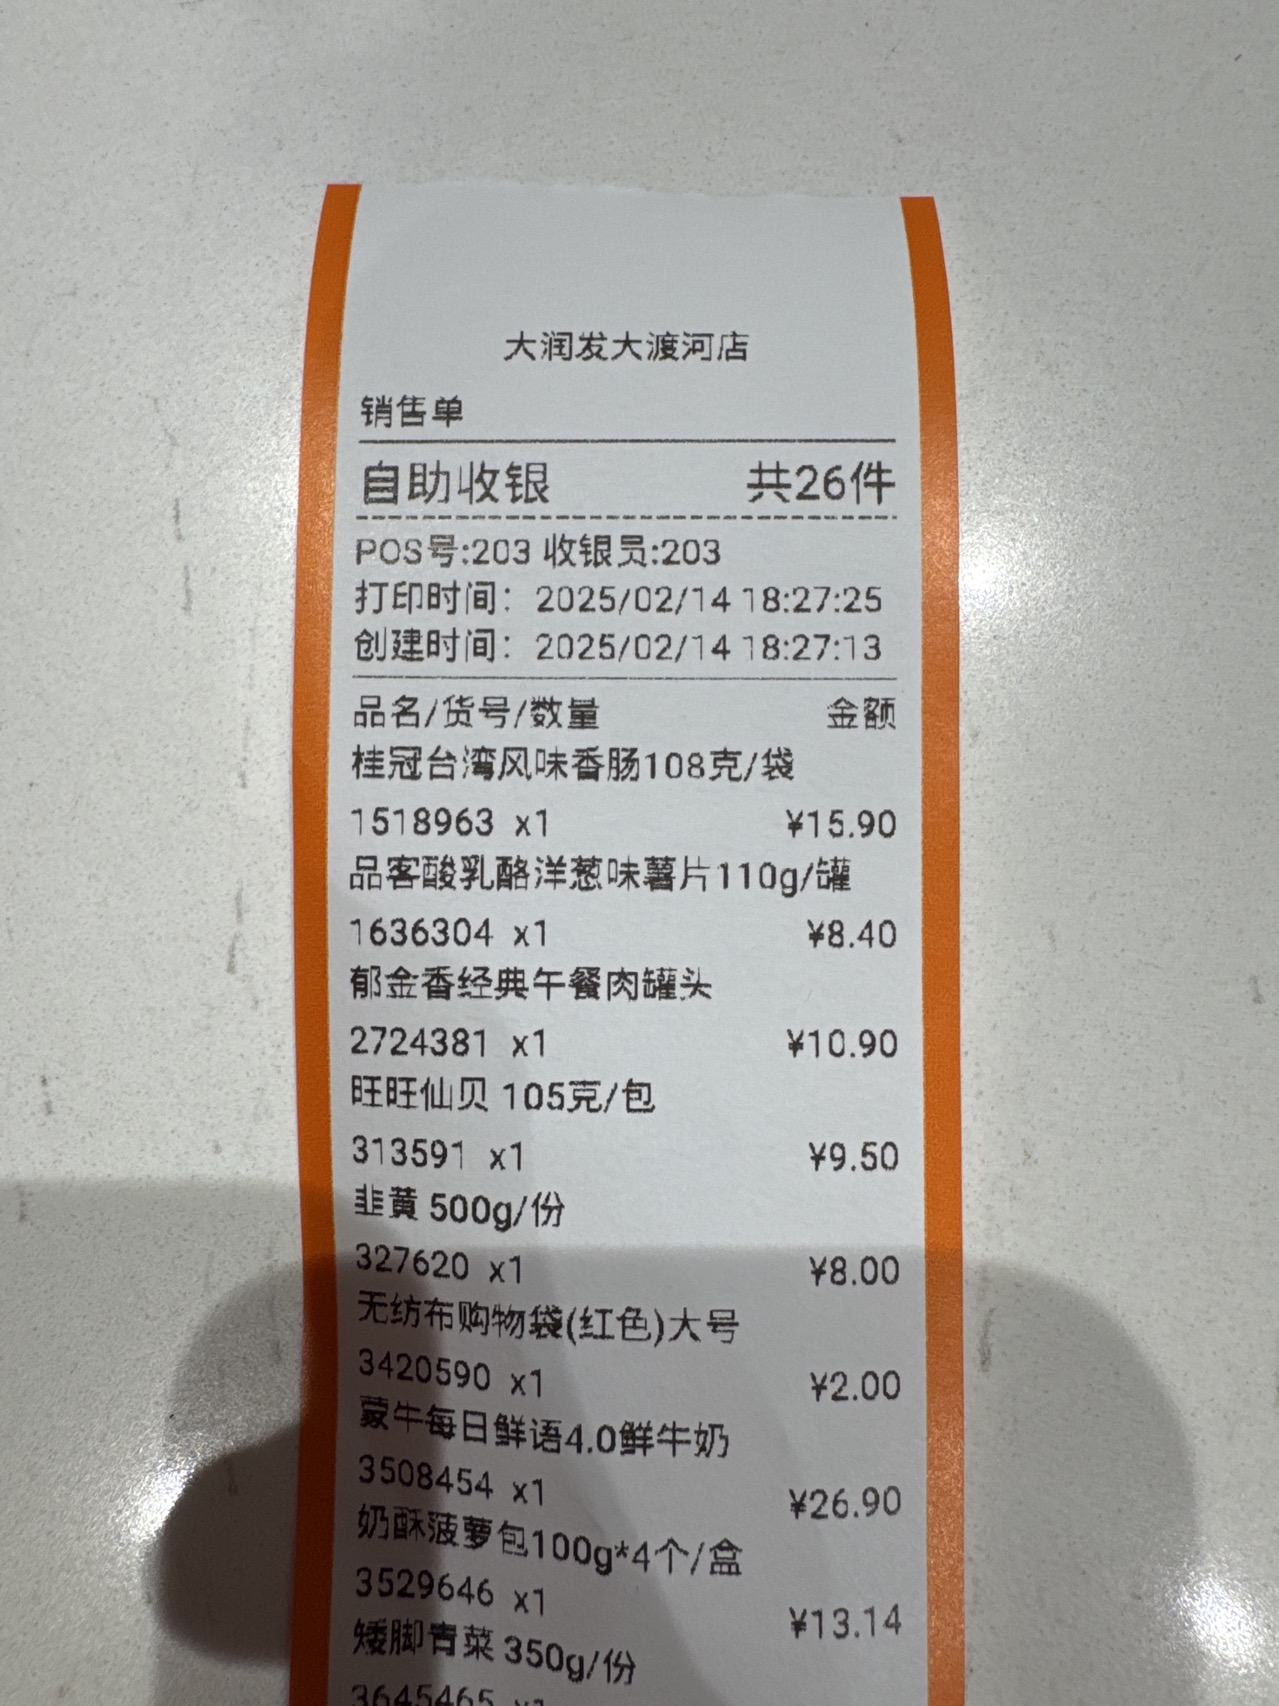 大润发大渡河店
销售单
自助收银 共26件
POS号:203 收银员:203
打印时间: 2025/02/14 18:27:25
创建时间: 2025/02/14 18:27:13
品名/货号/数量 金额
桂冠台湾风味香肠108克/袋
1518963 x1 ¥15.90
品客酸乳酪洋葱味薯片110g/罐
1636304 x1 ¥8.40
郁金香经典午餐肉罐头
2724381 x1 ¥10.90
旺旺仙贝 105克/包
313591 x1 ¥9.50
韭黄 500g/份
327620 x1 ¥8.00
无纺布购物袋(红色)大号
3420590 x1 ¥2.00
蒙牛每日鲜语4.0鲜牛奶
3508454 x1 ¥26.90
奶酥菠萝包100g*4个/盒
3529646 x1 ¥13.14
矮脚青菜 350g/份
3645465 x1